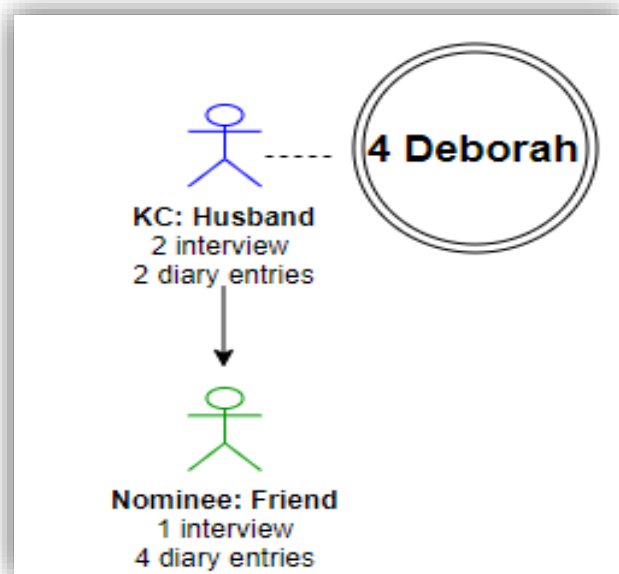 4 Deborah
KC: Husband
2 interview
2 diary entries
Nominee: Friend
1 interview
4 diary entries